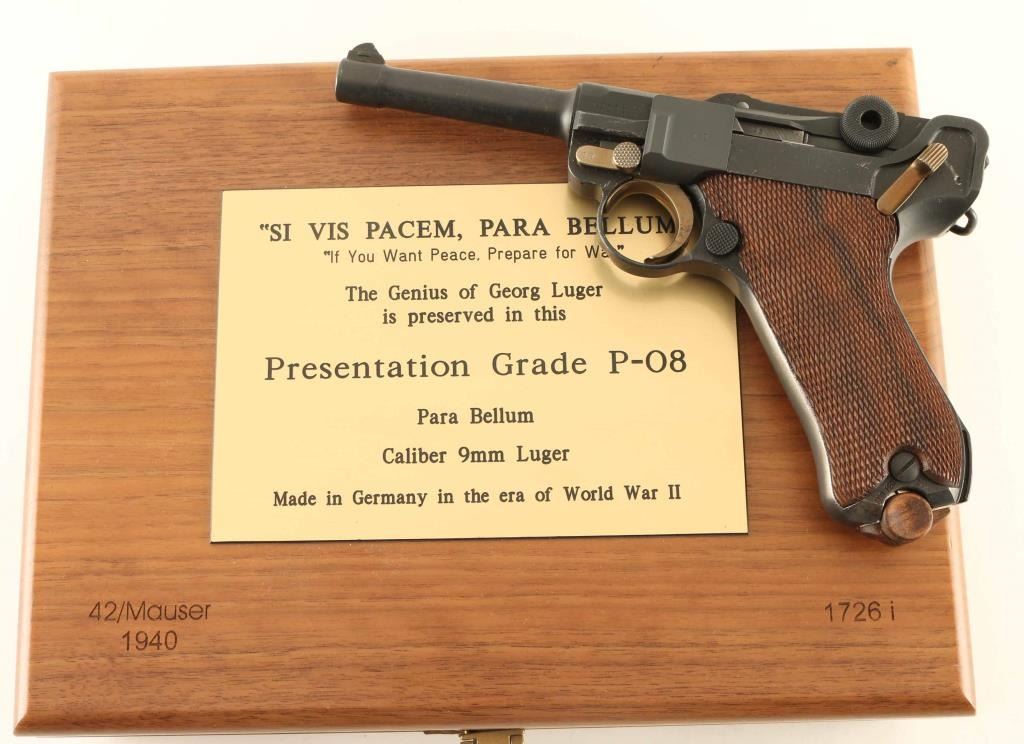 "SI VIS PACEM, PARA BELLUM
"If You Want Peace, Prepare for Wa"
The Genius of Georg Luger
is preserved in this
Presentation Grade P-08
Para Bellum
Caliber 9mm Luger
Made in Germany in the era of World War II
42/Mauser
1940
1726 i